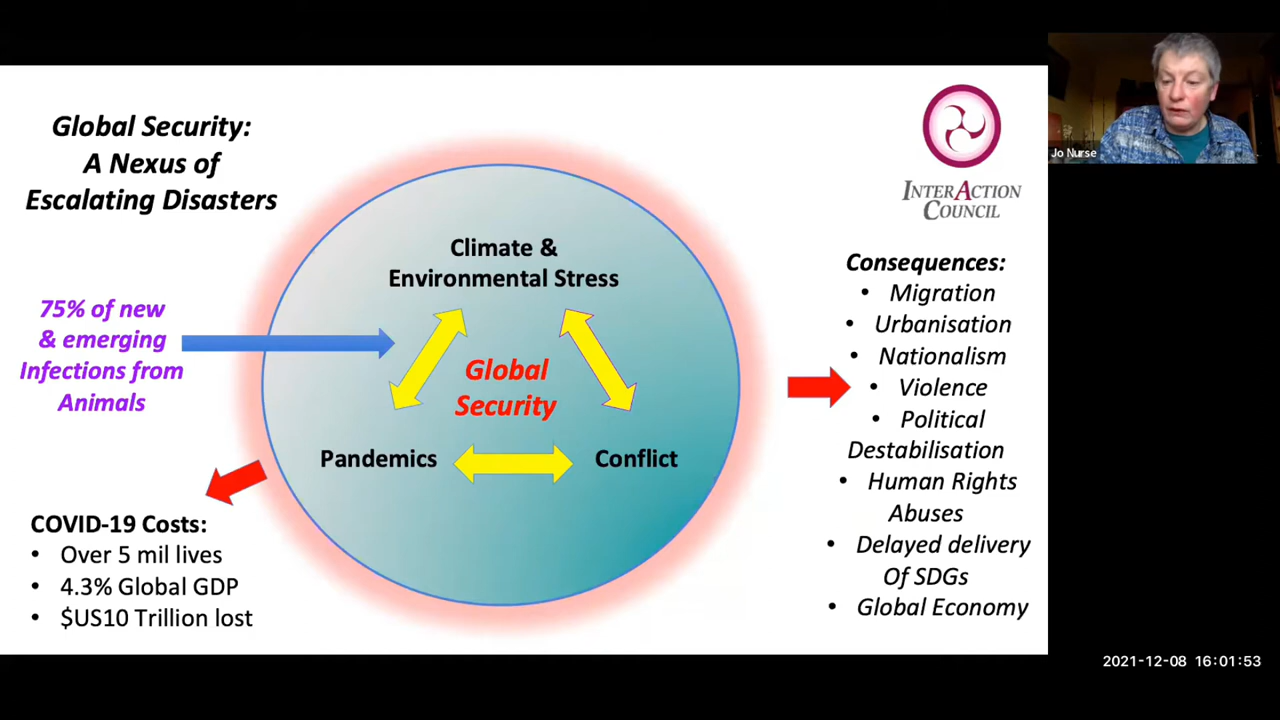 Global Security:
A Nexus of
Escalating Disasters
75% of new
& emerging
Infections from
Animals
COVID-19 Costs:
• Over 5 mil lives
• 4.3% Global GDP
• $US10 Trillion lost
Climate &
Environmental Stress
Global
Security
Pandemics
Conflict
INTERACTION
COUNCIL
Consequences:
• Migration
• Urbanisation
• Nationalism
• Violence
• Political
Destabilisation
• Human Rights
Abuses
• Delayed delivery
Of SDGs
• Global Economy
Jo Nurse
2021-12-08 16:01:53